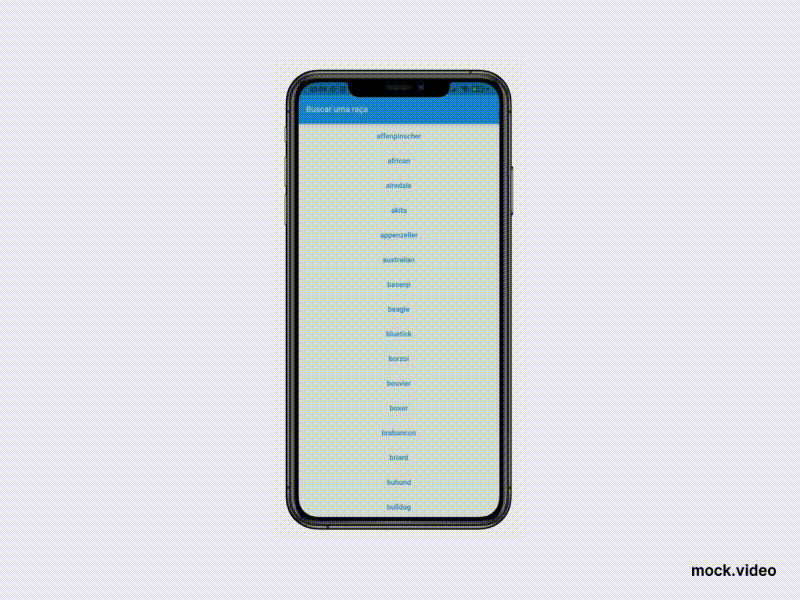 Buscar uma raça
affenpinscher
african
airedale
akita
appenzeller
australian
basenji
beagle
bluetick
borzoi
bouvier
boxer
brabancon
briard
buhund
bulldog
mock.video